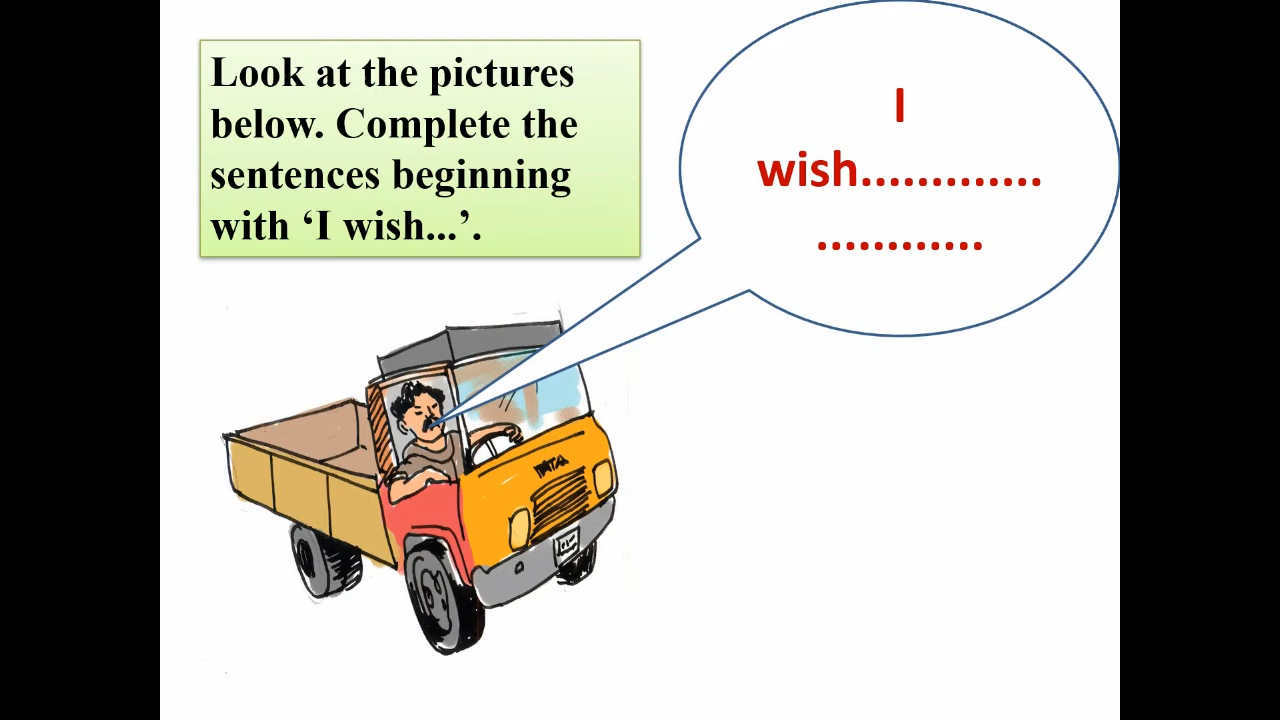 Look at the pictures
below. Complete the
sentences beginning
with ‘I wish...’.
I
wish.............
............
TATA